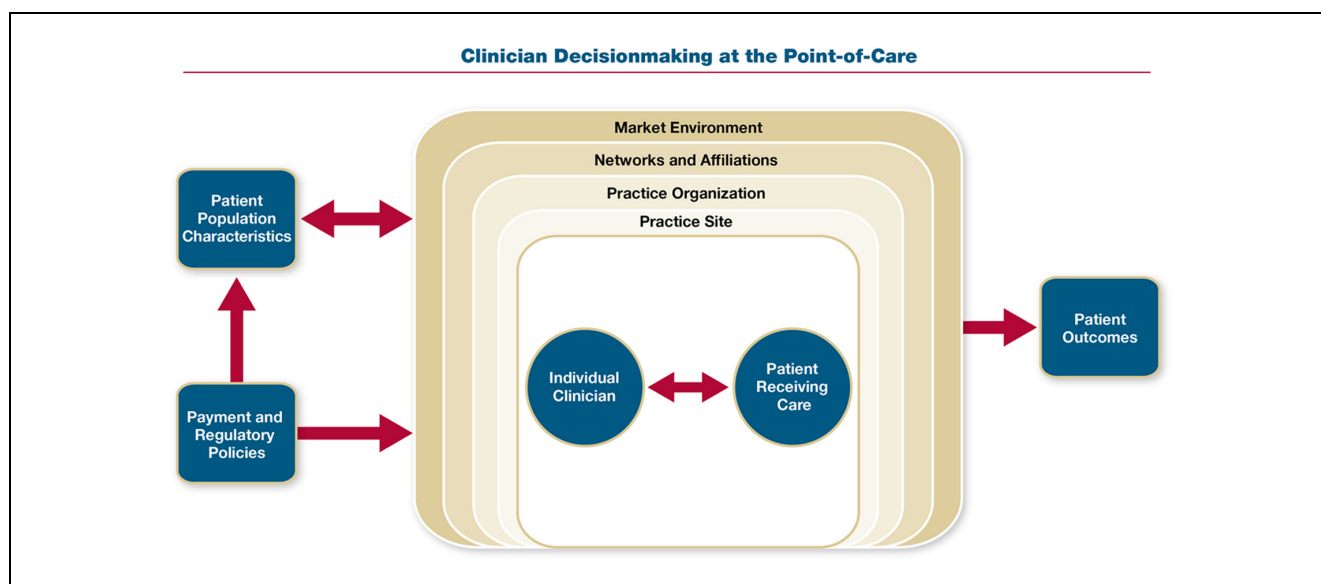 Clinician Decisionmaking at the Point-of-Care
Market Environment
Networks and Affiliations
Practice Organization
Practice Site
Patient
Population
Characteristics
Payment and
Regulatory
Policies
Individual
Clinician
Patient
Receiving
Care
Patient
Outcomes